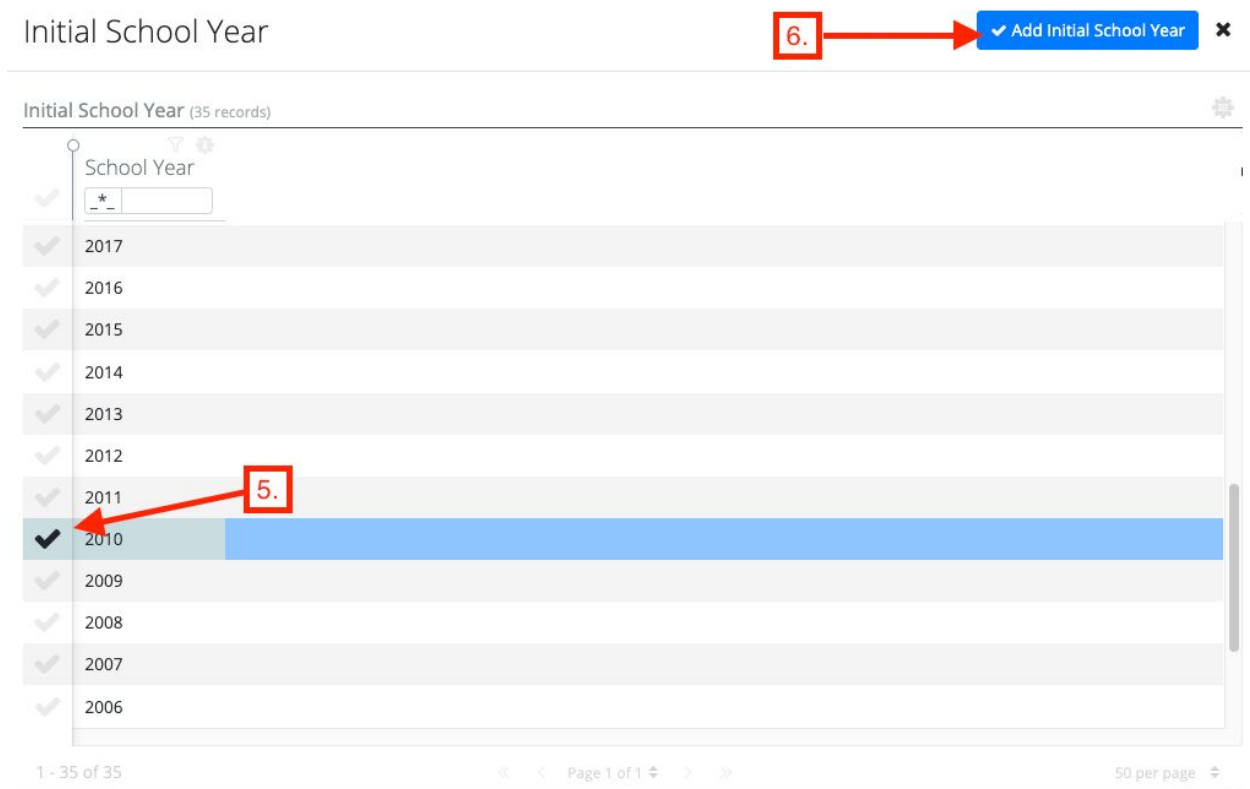 Initial School Year
6.
Add Initial School Year
Initial School Year (35 records)
School Year
_*_
2017
2016
2015
2014
2013
2012
2011
5.
2010
2009
2008
2007
2006
1 - 35 of 35
Page 1 of 1
50 per page